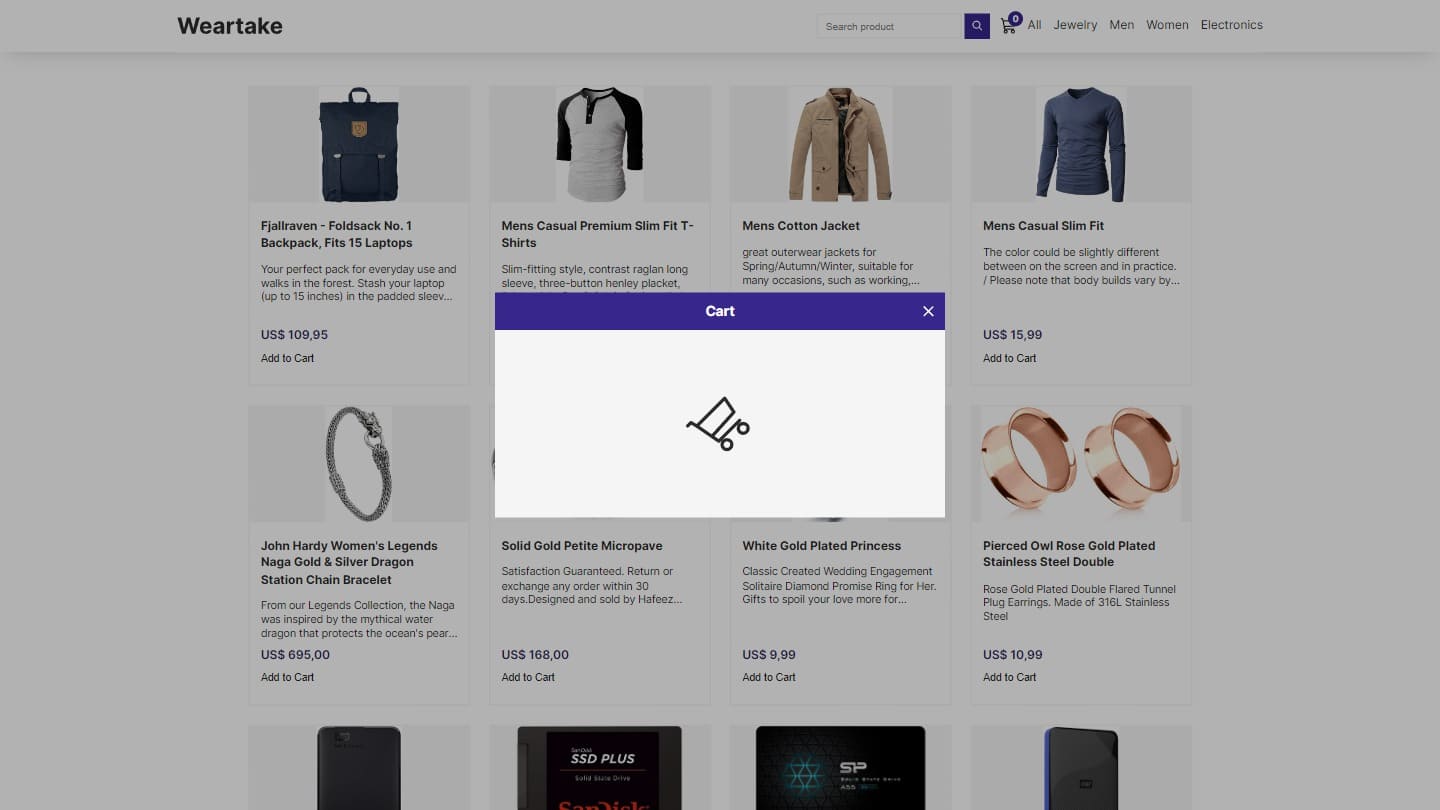 Weartake
Search product
0
All
Jewelry
Men
Women
Electronics
Fjallraven - Foldsack No. 1
Backpack, Fits 15 Laptops
Your perfect pack for everyday use and
walks in the forest. Stash your laptop
(up to 15 inches) in the padded sleev...
US$ 109,95
Add to Cart
Mens Casual Premium Slim Fit T-
Shirts
Slim-fitting style, contrast raglan long
sleeve, three-button henley placket,
Mens Cotton Jacket
great outerwear jackets for
Spring/Autumn/Winter, suitable for
many occasions, such as working,...
Mens Casual Slim Fit
The color could be slightly different
between on the screen and in practice.
/ Please note that body builds vary by...
US$ 15,99
Add to Cart
Cart
John Hardy Women's Legends
Naga Gold & Silver Dragon
Station Chain Bracelet
From our Legends Collection, the Naga
was inspired by the mythical water
dragon that protects the ocean's pear...
US$ 695,00
Add to Cart
Solid Gold Petite Micropave
Satisfaction Guaranteed. Return or
exchange any order within 30
days.Designed and sold by Hafeez...
US$ 168,00
Add to Cart
White Gold Plated Princess
Classic Created Wedding Engagement
Solitaire Diamond Promise Ring for Her.
Gifts to spoil your love more for...
US$ 9,99
Add to Cart
Pierced Owl Rose Gold Plated
Stainless Steel Double
Rose Gold Plated Double Flared Tunnel
Plug Earrings. Made of 316L Stainless
Steel
US$ 10,99
Add to Cart
SanDisk
SSD PLUS
Solid State Drive
SanDisk
SP
Solid State Drive
A55
WD